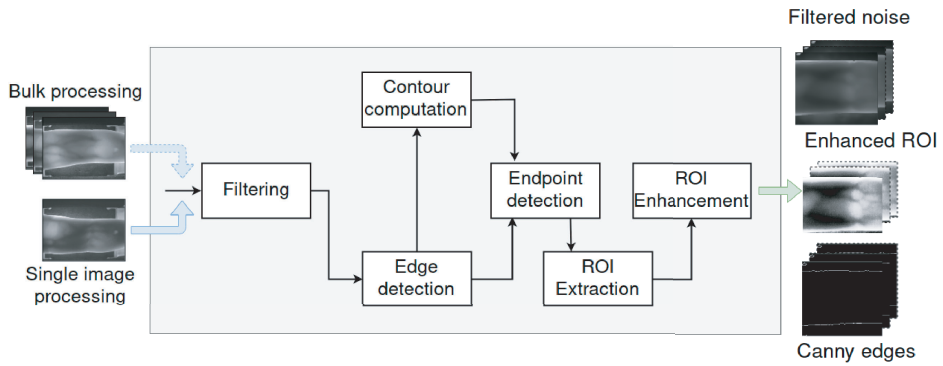 Bulk processing
Single image
processing
Filtering
Contour
computation
Edge
detection
Endpoint
detection
ROI
Extraction
ROI
Enhancement
Filtered noise
Enhanced ROI
Canny edges